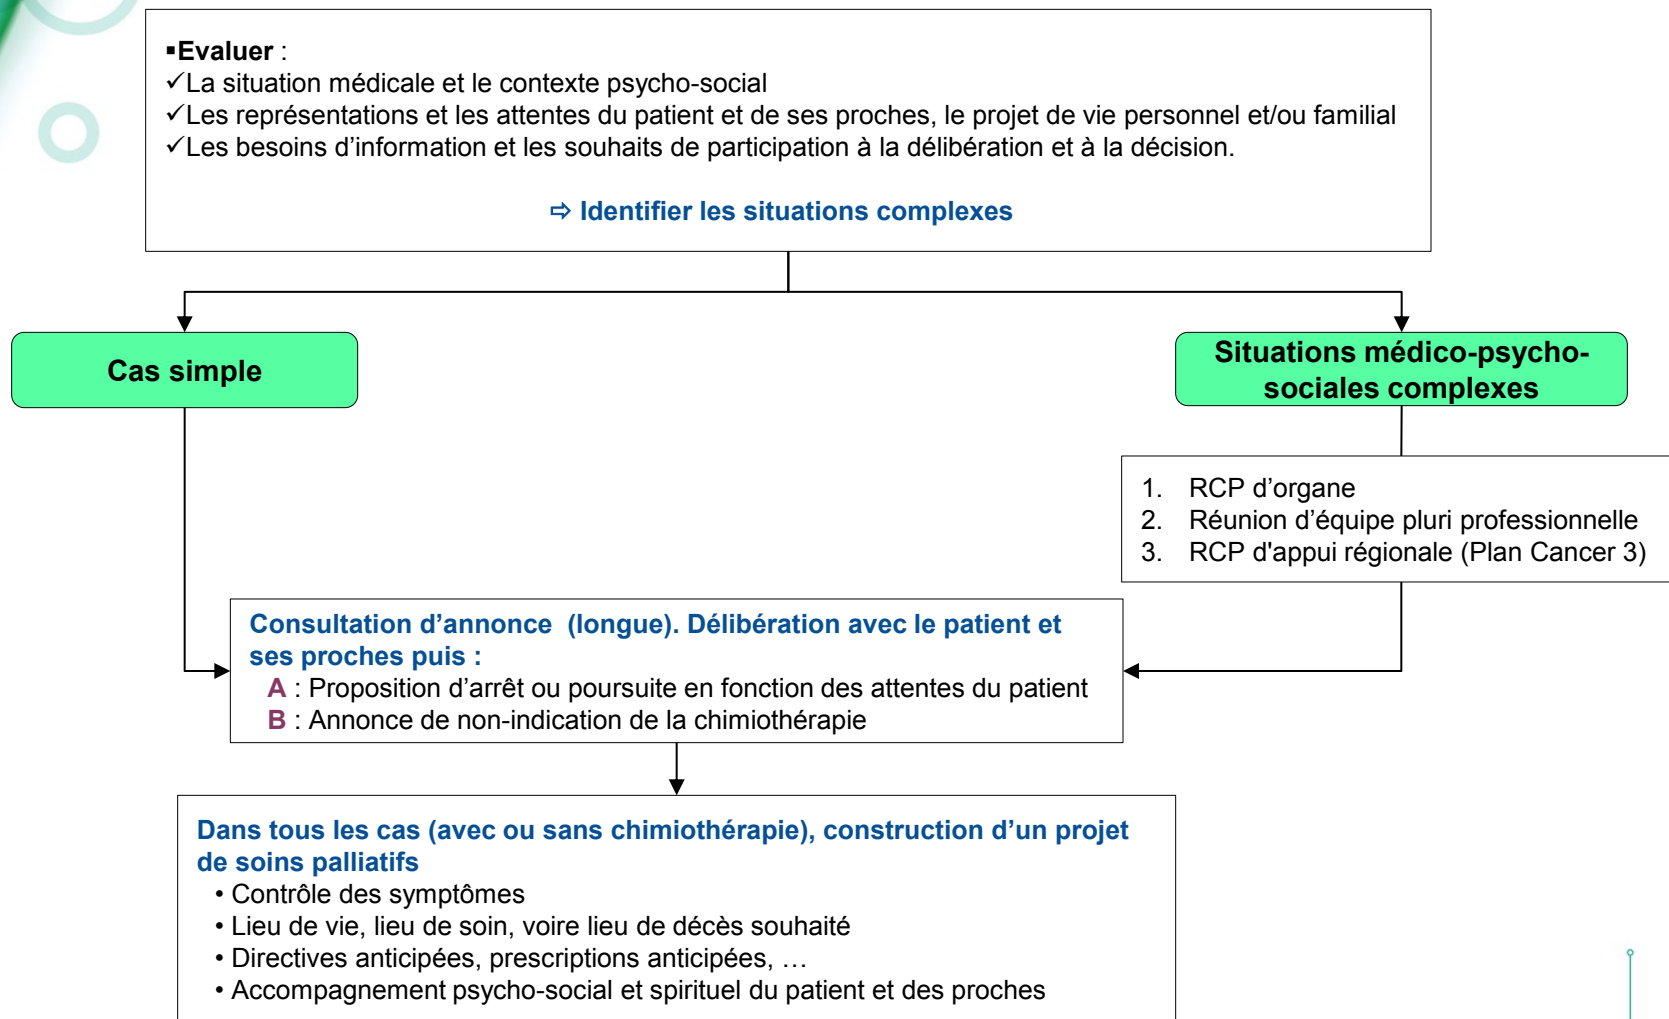 ▪Evaluer :
✓La situation médicale et le contexte psycho-social
✓Les représentations et les attentes du patient et de ses proches, le projet de vie personnel et/ou familial
✓Les besoins d’information et les souhaits de participation à la délibération et à la décision.
⇨ Identifier les situations complexes
Cas simple
Situations médico-psycho-
sociales complexes
1. RCP d’organe
2. Réunion d’équipe pluri professionnelle
3. RCP d'appui régionale (Plan Cancer 3)
Consultation d’annonce (longue). Délibération avec le patient et
ses proches puis :
A : Proposition d’arrêt ou poursuite en fonction des attentes du patient
B : Annonce de non-indication de la chimiothérapie
Dans tous les cas (avec ou sans chimiothérapie), construction d’un projet
de soins palliatifs
• Contrôle des symptômes
• Lieu de vie, lieu de soin, voire lieu de décès souhaité
• Directives anticipées, prescriptions anticipées, …
• Accompagnement psycho-social et spirituel du patient et des proches